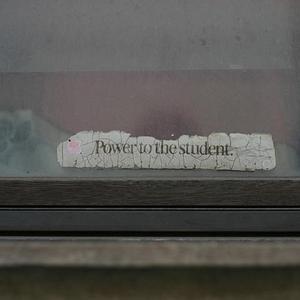 Power to the student.